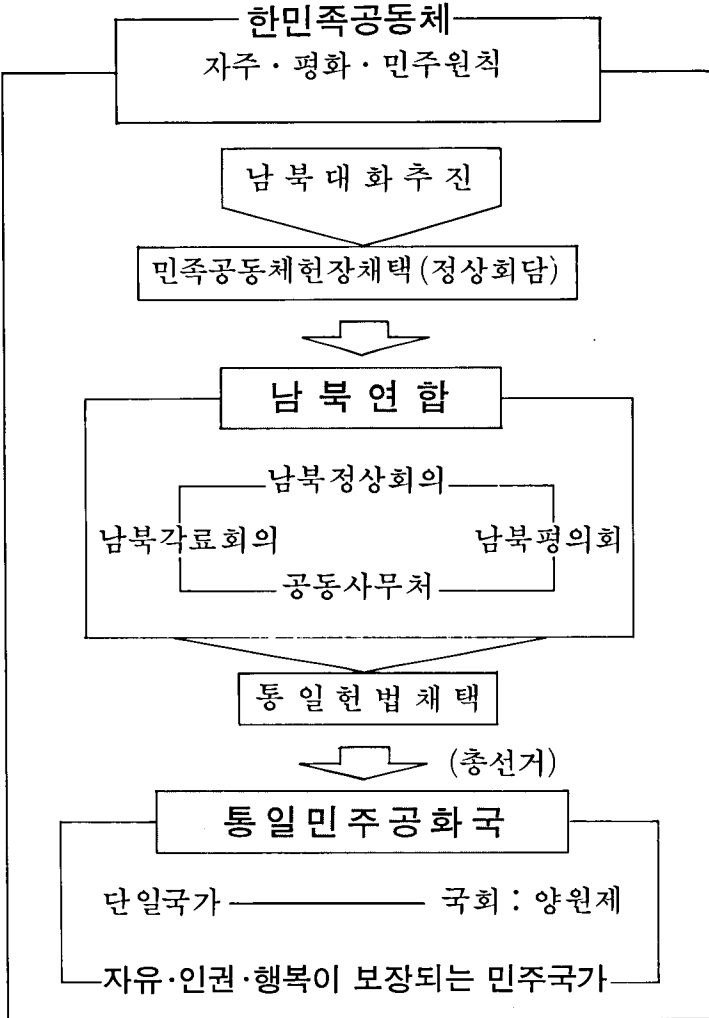 한민족공동체
자주·평화·민주원칙
남북대화추진
민족공동체헌장채택(정상회담)
남북연합
남북정상회의
남북각료회의 남북평의회
공동사무처
통일헌법채택
(총선거)
통일민주공화국
단일국가 국회 : 양원제
자유·인권·행복이 보장되는 민주국가